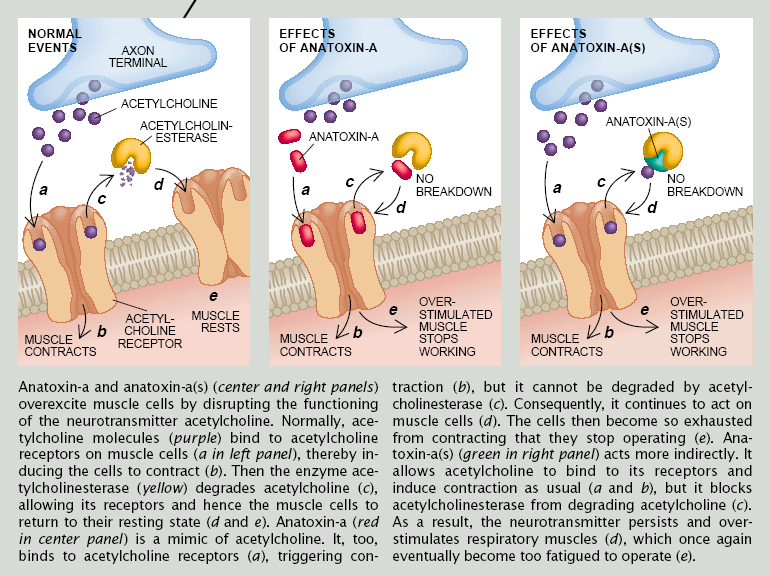 NORMAL
EVENTS
AXON
TERMINAL
ACETYLCHOLINE
ACETYLCHOLIN-
ESTERASE
a
c
d
b
e
MUSCLE
CONTRACTS
ACETYL-
CHOLINE
RECEPTOR
MUSCLE
RESTS
EFFECTS
OF ANATOXIN-A
ANATOXIN-A
a
c
NO
BREAKDOWN
d
e
b
MUSCLE
CONTRACTS
OVER-
STIMULATED
MUSCLE
STOPS
WORKING
EFFECTS
OF ANATOXIN-A(S)
ANATOXIN-A(S)
a
c
NO
BREAKDOWN
d
e
b
MUSCLE
CONTRACTS
OVER-
STIMULATED
MUSCLE
STOPS
WORKING
Anatoxin-a and anatoxin-a(s) (center and right panels)
overexcite muscle cells by disrupting the functioning
of the neurotransmitter acetylcholine. Normally, ace-
tylcholine molecules (purple) bind to acetylcholine
receptors on muscle cells (a in left panel), thereby in-
ducing the cells to contract (b). Then the enzyme ace-
tylcholinesterase (yellow) degrades acetylcholine (c),
allowing its receptors and hence the muscle cells to
return to their resting state (d and e). Anatoxin-a (red
in center panel) is a mimic of acetylcholine. It, too,
binds to acetylcholine receptors (a), triggering con-
traction (b), but it cannot be degraded by acetyl-
cholinesterase (c). Consequently, it continues to act on
muscle cells (d). The cells then become so exhausted
from contracting that they stop operating (e). Ana-
toxin-a(s) (green in right panel) acts more indirectly. It
allows acetylcholine to bind to its receptors and
induce contraction as usual (a and b), but it blocks
acetylcholinesterase from degrading acetylcholine (c).
As a result, the neurotransmitter persists and over-
stimulates respiratory muscles (d), which once again
eventually become too fatigued to operate (e).